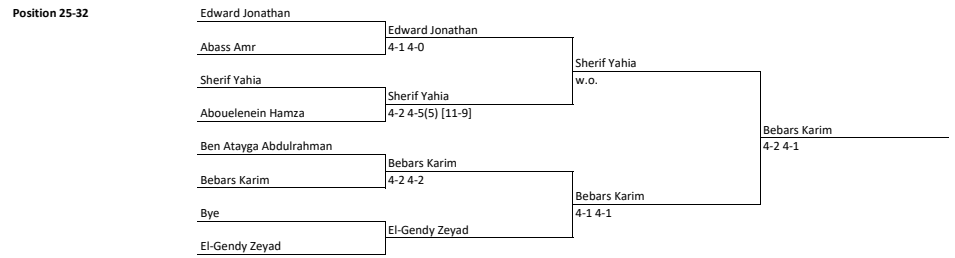 Position 25-32
Edward Jonathan
Edward Jonathan
Abass Amr
4-1 4-0
Sherif Yahia
w.o.
Sherif Yahia
Sherif Yahia
Abouelenein Hamza
4-2 4-5(5) [11-9]
Bebars Karim
4-2 4-1
Ben Atayga Abdulrahman
Bebars Karim
Bebars Karim
4-2 4-2
Bebars Karim
4-1 4-1
Bye
El-Gendy Zeyad
El-Gendy Zeyad